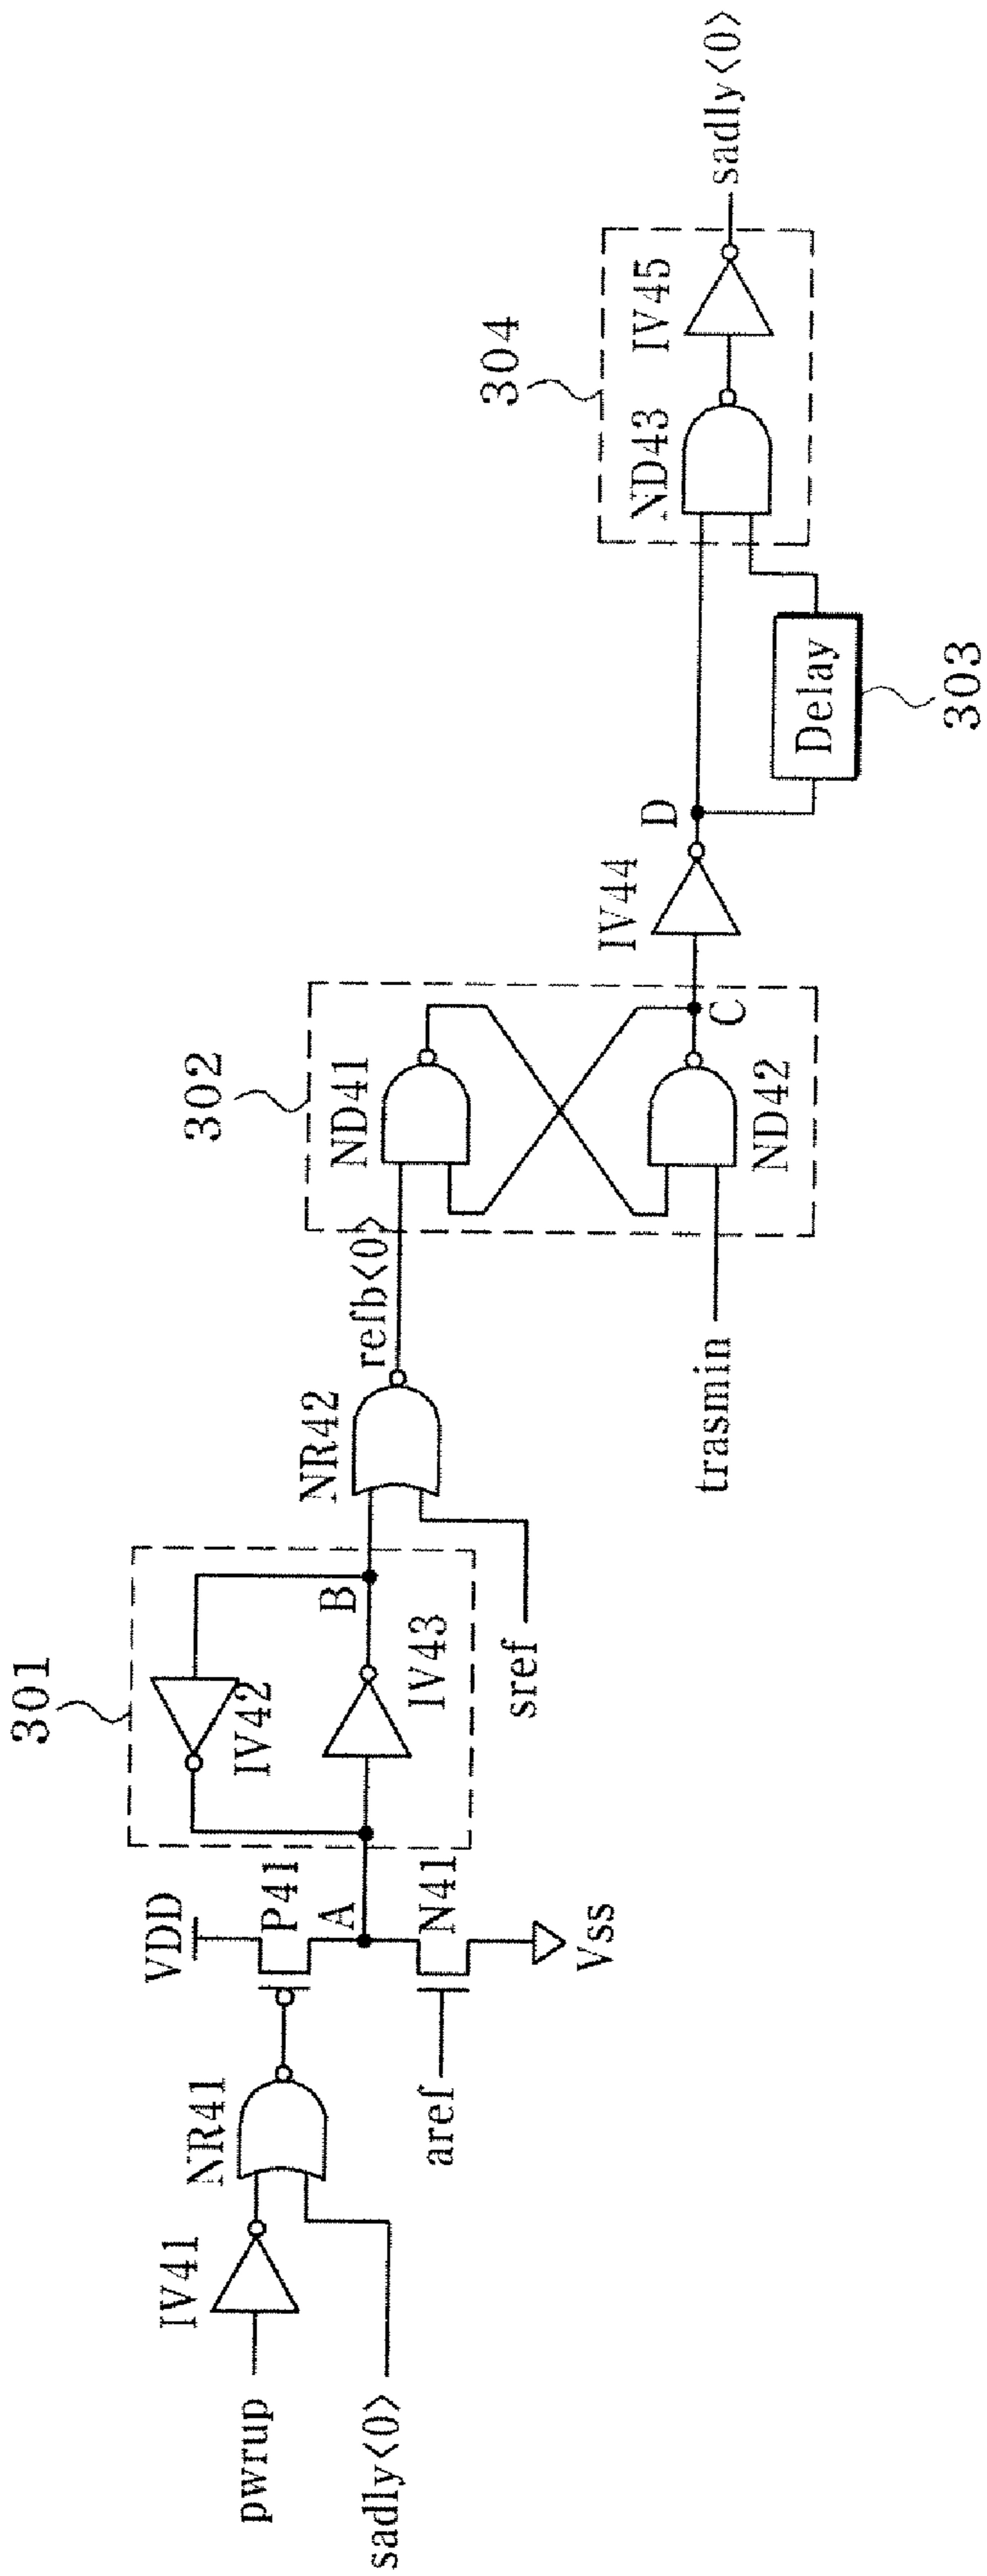 pwrup
sadly<0>
IV41
NR41
VDD
P41
A
N41
aref
Vss
301
IV42
IV43
B
sref
NR42
refb<0>
302
ND41
ND42
trasmin
C
IV44
D
Delay
303
304
ND43
IV45
sadly<0>